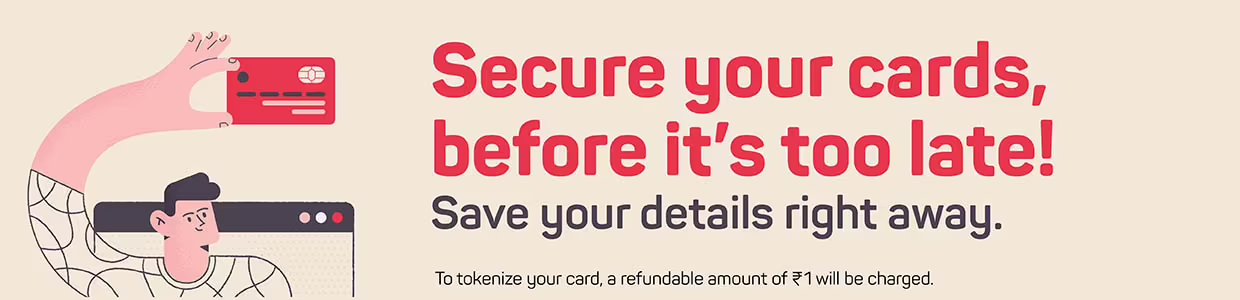 Secure your cards,
before it's too late!
Save your details right away.
To tokenize your card, a refundable amount of ₹1 will be charged.